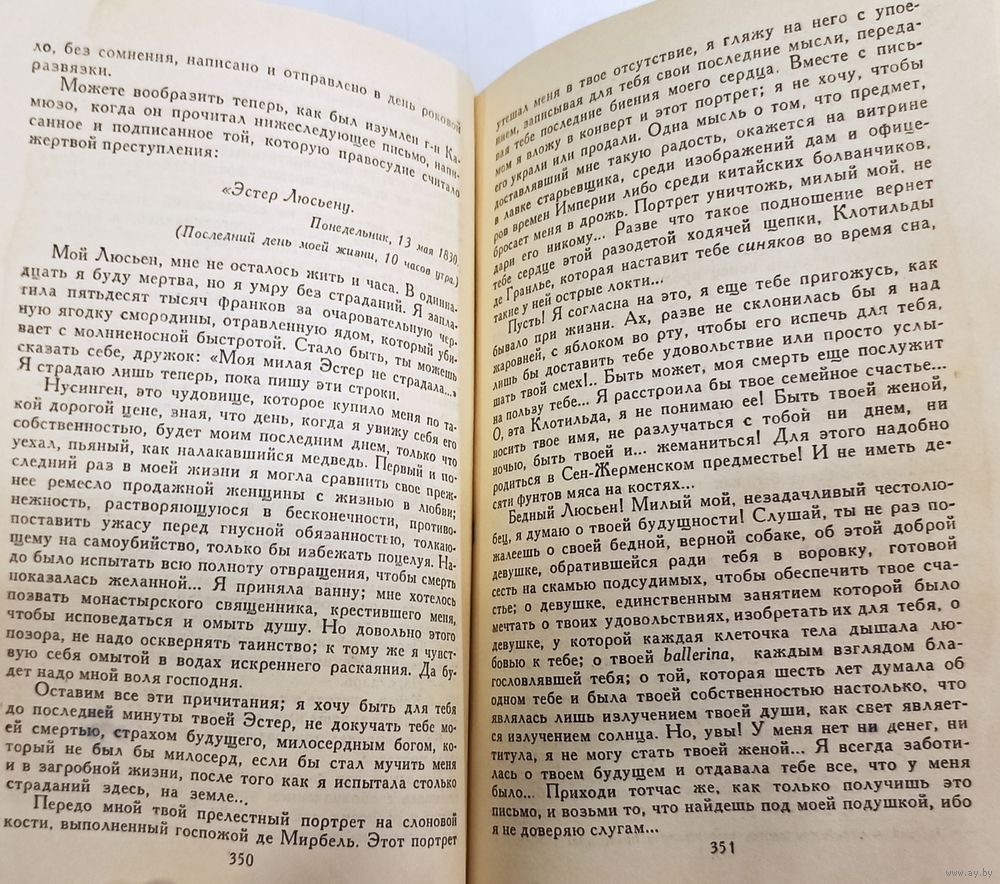 ло, без сомнения, написано и отправлено в день роковой
развязки.
Можете вообразить теперь, как был изумлен г-н Ка-
мюзо, когда он прочитал нижеследующее письмо, напи-
санное и подписанное той, которую правосудие считало
жертвой преступления:
«Эстер Люсьену.
Понедельник, 13 мая 1830.
(Последний день моей жизни, 10 часов утра.)
Мой Люсьен, мне не осталось жить и часа. В одинна-
дцать я буду мертва, но я умру без страданий. Я запла-
тила пятьдесят тысяч франков за очаровательную чер-
ную ягодку смородины, отравленную ядом, который уби-
вает с молниеносной быстротой. Стало быть, ты можешь
сказать себе, дружок: «Моя милая Эстер не страдала...»
Я страдаю лишь теперь, пока пишу эти строки.
Нусинген, это чудовище, которое купило меня по та-
кой дорогой цене, зная, что день, когда я увижу себя его
собственностью, будет моим последним днем, только что
уехал, пьяный, как налакавшийся медведь. Первый и по-
следний раз в моей жизни я могла сравнить свое преж-
нее ремесло продажной женщины с жизнью в любви;
нежность, растворяющуюся в бесконечности, противо-
поставить ужасу перед гнусной обязанностью, толкаю-
щему на самоубийство, только бы избежать поцелуя. На-
до было испытать всю полноту отвращения, чтобы смерть
показалась желанной... Я приняла ванну; мне хотелось
позвать монастырского священника, крестившего меня,
чтобы исповедаться и омыть душу. Но довольно этого
позора, не надо осквернять таинство; к тому же я чувст-
вую себя омытой в водах искреннего раскаяния. Да бу-
дет надо мной воля господня.
Оставим все эти причитания; я хочу быть для тебя
до последней минуты твоей Эстер, не докучать тебе мо-
ей смертью, страхом будущего, милосердным богом, ко-
торый не был бы милосерд, если бы стал мучить меня
и в загробной жизни, после того как я испытала столько
страданий здесь, на земле...
Передо мной твой прелестный портрет на слоновой
кости, выполненный госпожой де Мирбель. Этот портрет
350
утешал меня в твое отсутствие, я гляжу на него с упое-
нием, записывая для тебя свои последние мысли, переда-
вая тебе последние биения моего сердца. Вместе с пись-
мом я вложу в конверт и этот портрет; я не хочу, чтобы
его украли или продали. Одна мысль о том, что предмет,
доставлявший мне такую радость, окажется на витрине
в лавке старьевщика, среди изображений дам и офице-
ров времен Империи либо среди китайских болванчиков,
бросает меня в дрожь. Портрет уничтожь, милый мой, не
дари его никому... Разве что такое подношение вернет
тебе сердце этой разодетой ходячей щепки, Клотильды
де Гранлье, которая наставит тебе синяков во время сна,
такие у ней острые локти...
Пусть! Я согласна на это, я еще тебе пригожусь, как
бывало при жизни. Ах, разве не склонилась бы я над
жаровней, с яблоком во рту, чтобы его испечь для тебя,
лишь бы доставить тебе удовольствие или просто услы-
шать твой смех!.. Быть может, моя смерть еще послужит
на пользу тебе... Я расстроила бы твое семейное счастье...
О, эта Клотильда, я не понимаю ее! Быть твоей женой,
носить твое имя, не разлучаться с тобой ни днем, ни
ночью, быть твоей и... жеманиться! Для этого надобно
родиться в Сен-Жерменском предместье! И не иметь де-
сяти фунтов мяса на костях...
Бедный Люсьен! Милый мой, незадачливый честолю-
бец, я думаю о твоей будущности! Слушай, ты не раз по-
жалеешь о своей бедной, верной собаке, об этой доброй
девушке, обратившейся ради тебя в воровку, готовой
сесть на скамью подсудимых, чтобы обеспечить твое сча-
стье; о девушке, единственным занятием которой было
мечтать о твоих удовольствиях, изобретать их для тебя, о
девушке, у которой каждая клеточка тела дышала лю-
бовью к тебе; о твоей ballerina, каждым взглядом бла-
гословлявшей тебя; о той, которая шесть лет думала об
одном тебе и была твоей собственностью настолько, что
являлась лишь излучением твоей души, как свет являет-
ся излучением солнца. Но, увы! У меня нет ни денег, ни
титула, я не могу стать твоей женой... Я всегда заботи-
лась о твоем будущем и отдавала тебе все, что у меня
было... Приходи тотчас же, как только получишь это
письмо, и возьми то, что найдешь под моей подушкой, ибо
я не доверяю слугам...
351
www.ay.by